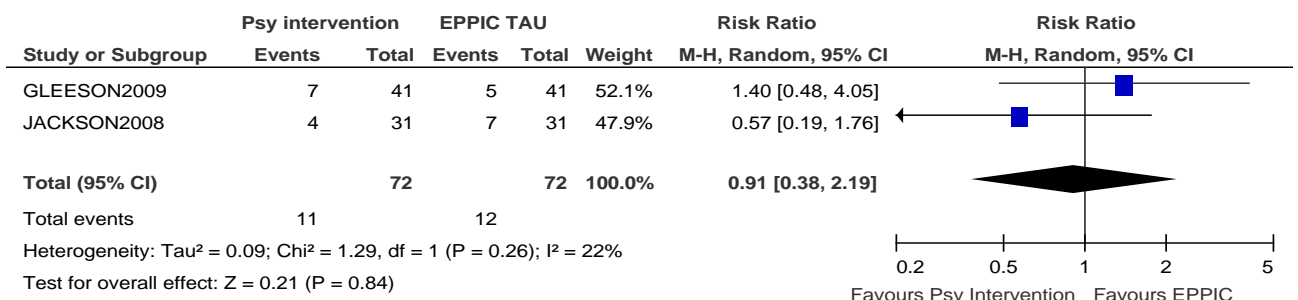 Psy intervention EPPIC TAU Risk Ratio Risk Ratio
Study or Subgroup Events Total Events Total Weight M-H, Random, 95% CI M-H, Random, 95% CI
GLEESON2009 7 41 5 41 52.1% 1.40 [0.48, 4.05]
JACKSON2008 4 31 7 31 47.9% 0.57 [0.19, 1.76]
Total (95% CI) 72 72 100.0% 0.91 [0.38, 2.19]
Total events 11 12
Heterogeneity: Tau² = 0.09; Chi² = 1.29, df = 1 (P = 0.26); I² = 22%
Test for overall effect: Z = 0.21 (P = 0.84)
0.2 0.5 1 2 5
Favours Psy Intervention Favours EPPIC